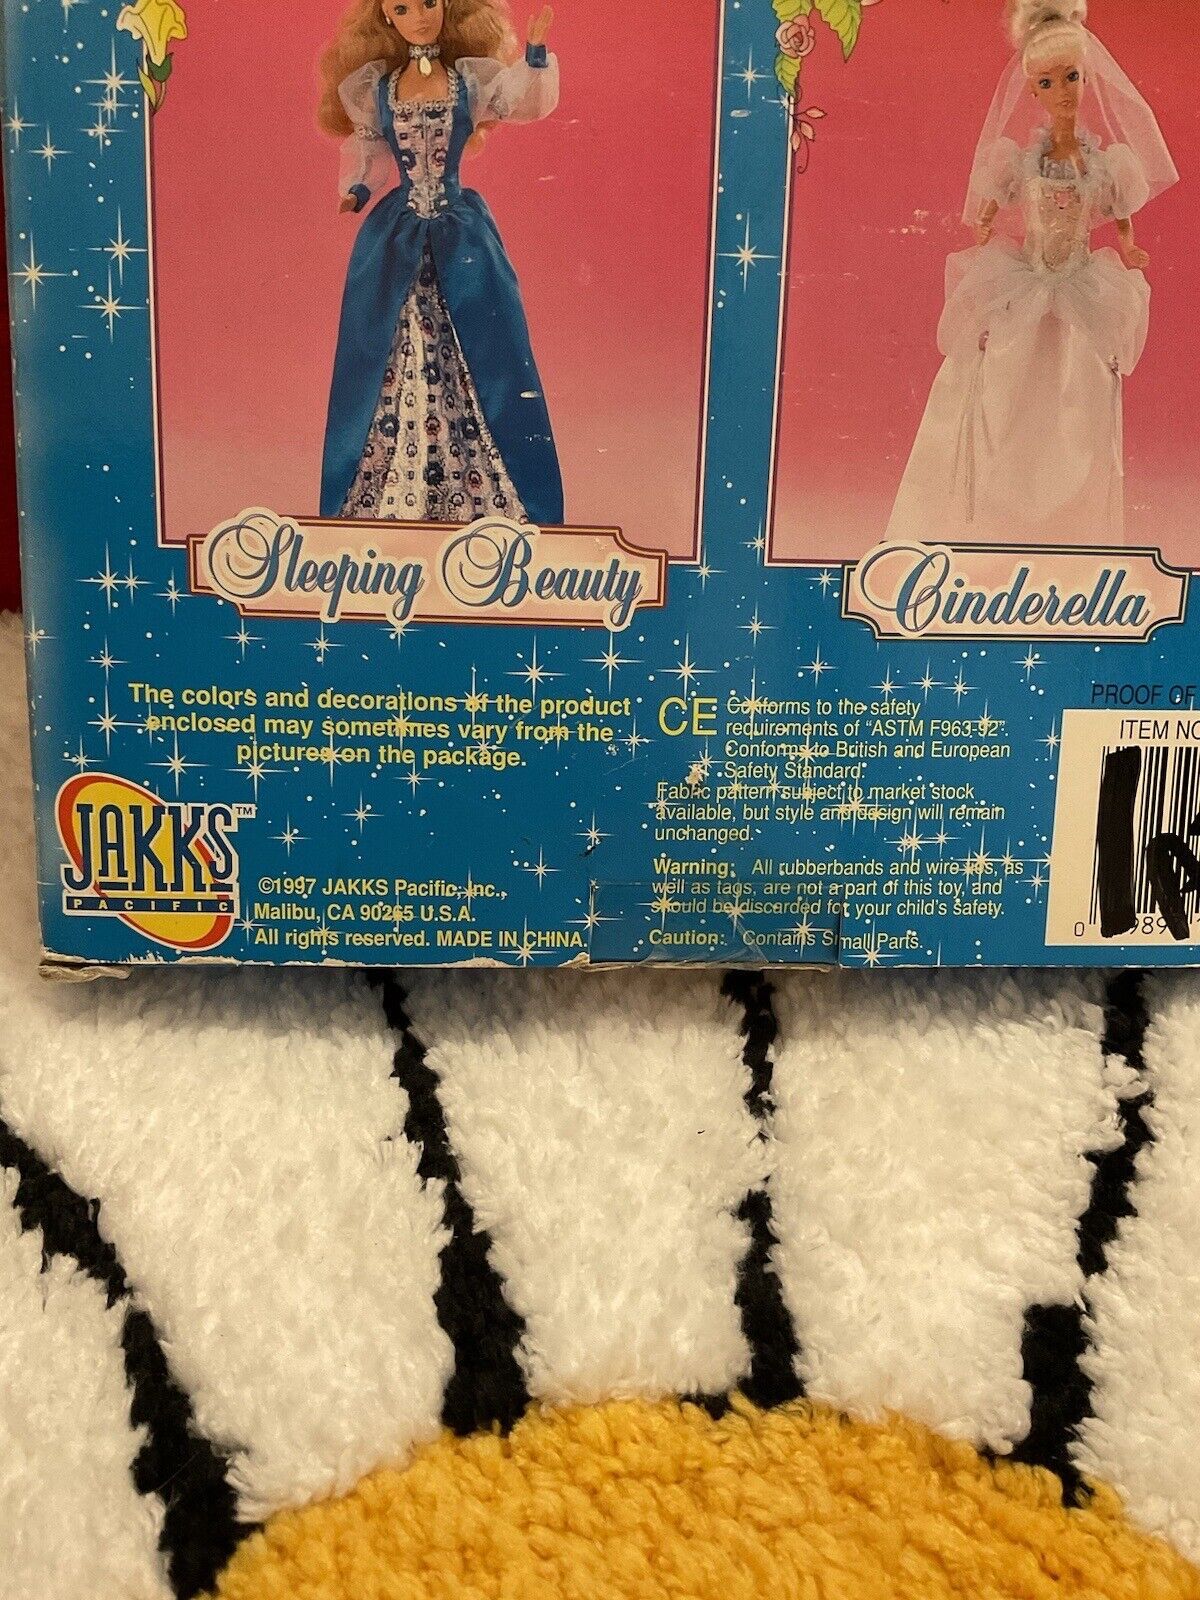 Sleeping Beauty
Cinderella
The colors and decorations of the product
enclosed may sometimes vary from the
pictures on the package.
CE
Conforms to the safety
requirements of "ASTM F963-92".
Conforms to British and European
Safety Standard.
Fabric pattern subject to market stock
available, but style and design will remain
unchanged.
Warning: All rubberbands and wire ties, as
well as tags, are not a part of this toy, and
should be discarded for your child's safety.
Caution: Contains Small Parts.
PROOF OF
ITEM NO
0
JAKKS™
PACIFIC
©1997 JAKKS Pacific, Inc.,
Malibu, CA 90265 U.S.A.
All rights reserved. MADE IN CHINA.